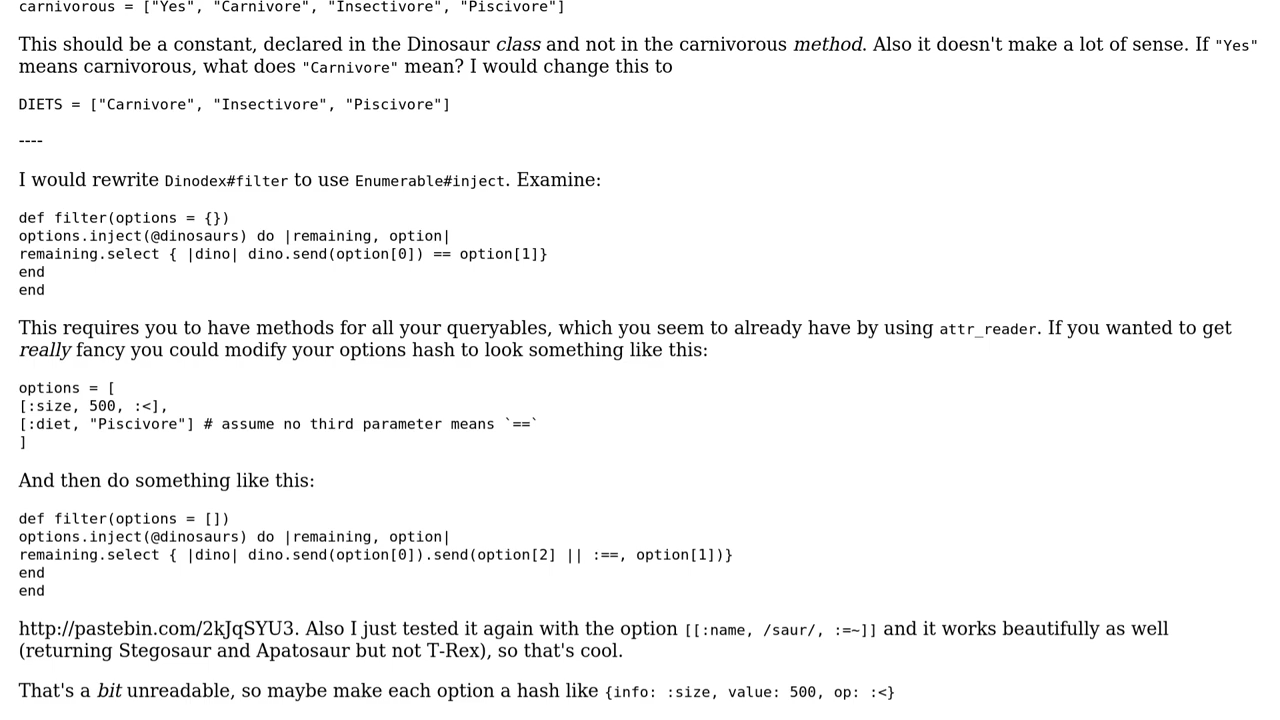 carnivorous = ["Yes", "Carnivore", "Insectivore", "Piscivore"]
This should be a constant, declared in the Dinosaur class and not in the carnivorous method. Also it doesn't make a lot of sense. If "Yes"
means carnivorous, what does "Carnivore" mean? I would change this to
DIETS = ["Carnivore", "Insectivore", "Piscivore"]
----
I would rewrite Dinodex#filter to use Enumerable#inject. Examine:
def filter(options = {})
options.inject(@dinosaurs) do |remaining, option|
remaining.select { |dino| dino.send(option[0]) == option[1]}
end
end
This requires you to have methods for all your queryables, which you seem to already have by using attr_reader. If you wanted to get
really fancy you could modify your options hash to look something like this:
options = [
[:size, 500, :<],
[:diet, "Piscivore"] # assume no third parameter means `==`
]
And then do something like this:
def filter(options = [])
options.inject(@dinosaurs) do |remaining, option|
remaining.select { |dino| dino.send(option[0]).send(option[2] || :==, option[1])}
end
end
http://pastebin.com/2kJqSYU3. Also I just tested it again with the option [[:name, /saur/, :=~]] and it works beautifully as well
(returning Stegosaur and Apatosaur but not T-Rex), so that's cool.
That's a bit unreadable, so maybe make each option a hash like {info: :size, value: 500, op: :<}